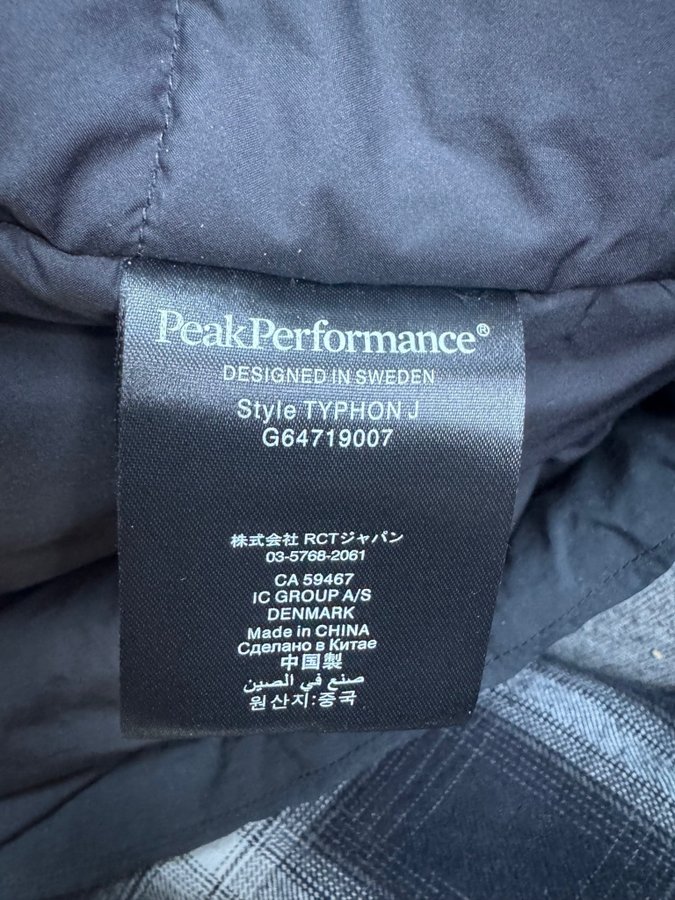 PeakPerformance®
DESIGNED IN SWEDEN
Style TYPHON J
G64719007
株式会社 RCTジャパン
03-5768-2061
CA 59467
IC GROUP A/S
DENMARK
Made in CHINA
Сделано в Китае
中国製
صنع في الصين
원산지:중국